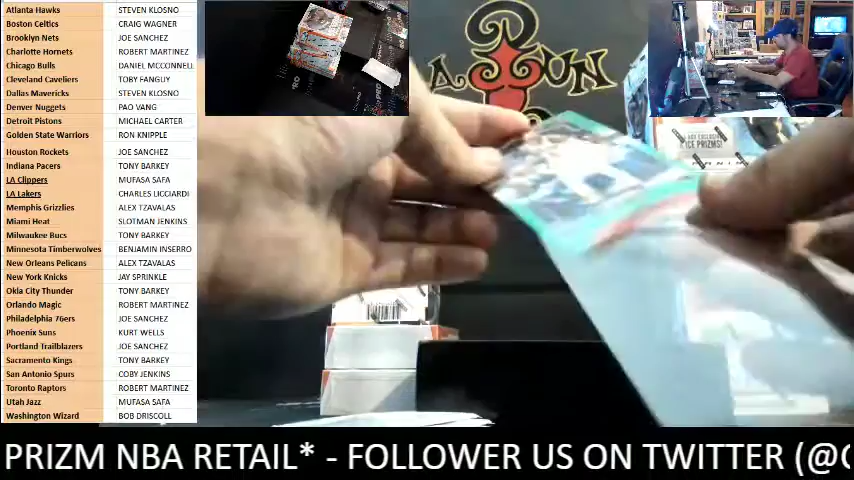 Atlanta Hawks STEVEN KLOSNO
Boston Celtics CRAIG WAGNER
Brooklyn Nets JOE SANCHEZ
Charlotte Hornets ROBERT MARTINEZ
Chicago Bulls DANIEL MCCONNELL
Cleveland Cavaliers TOBY FANGUY
Dallas Mavericks STEVEN KLOSNO
Denver Nuggets PAO VANG
Detroit Pistons MICHAEL CARTER
Golden State Warriors RON KNIPPLE
Houston Rockets JOE SANCHEZ
Indiana Pacers TONY BARKEY
LA Clippers MUFASA SAFA
LA Lakers CHARLES LICCIARDI
Memphis Grizzlies ALEX TZAVALAS
Miami Heat SLOTMAN JENKINS
Milwaukee Bucs TONY BARKEY
Minnesota Timberwolves BENJAMIN INSERRO
New Orleans Pelicans ALEX TZAVALAS
New York Knicks JAY SPRINKLE
Okla City Thunder TONY BARKEY
Orlando Magic ROBERT MARTINEZ
Philadelphia 76ers JOE SANCHEZ
Phoenix Suns KURT WELLS
Portland Trailblazers JOE SANCHEZ
Sacramento Kings TONY BARKEY
San Antonio Spurs COBY JENKINS
Toronto Raptors ROBERT MARTINEZ
Utah Jazz MUFASA SAFA
Washington Wizard BOB DRISCOLL
ICE PRIZMS!
PRIZM NBA RETAIL* - FOLLOWER US ON TWITTER (@